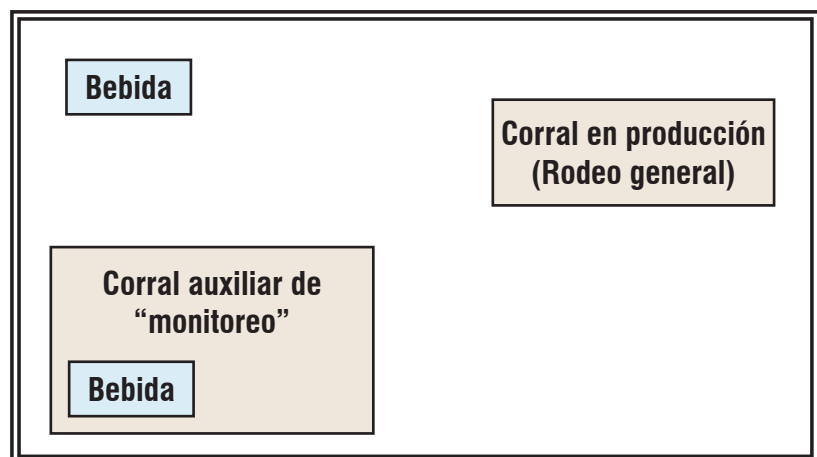 Bebida
Corral en producción
(Rodeo general)
Corral auxiliar de
“monitoreo”
Bebida